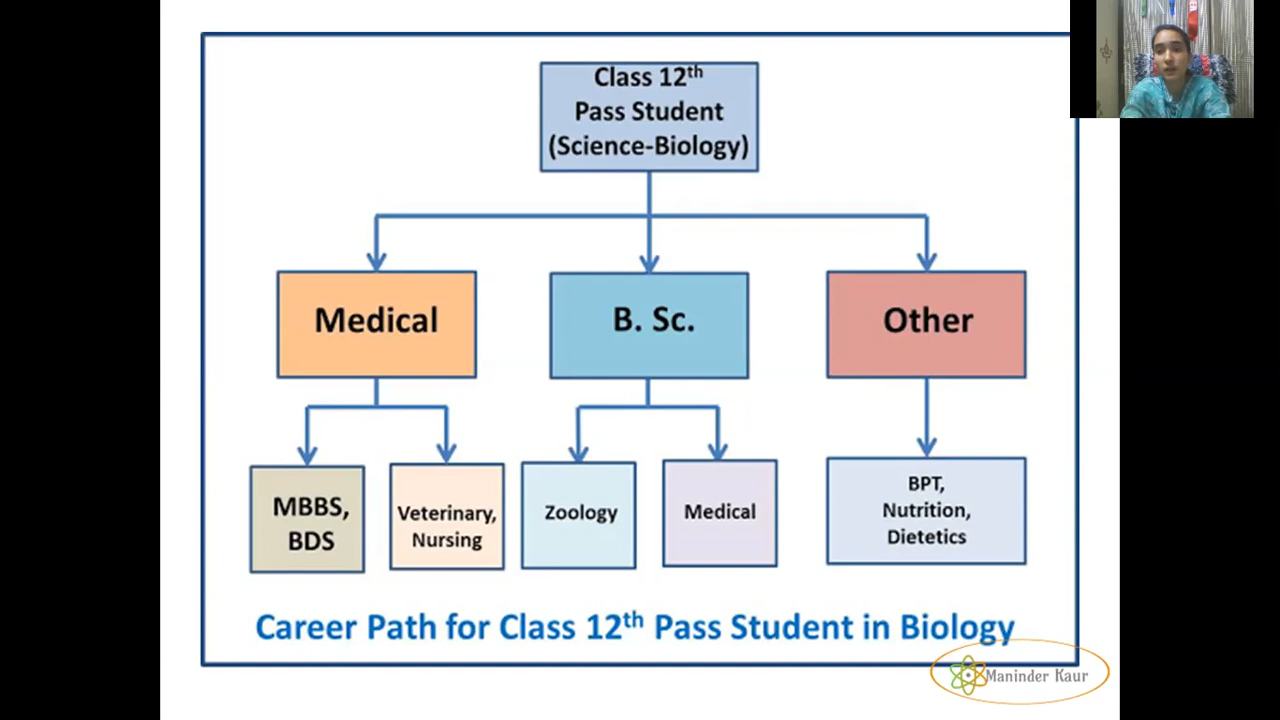 Class 12th
Pass Student
(Science-Biology)
Medical
B. Sc.
Other
MBBS,
BDS
Veterinary,
Nursing
Zoology
Medical
BPT,
Nutrition,
Dietetics
Career Path for Class 12th Pass Student in Biology
Maninder Kaur